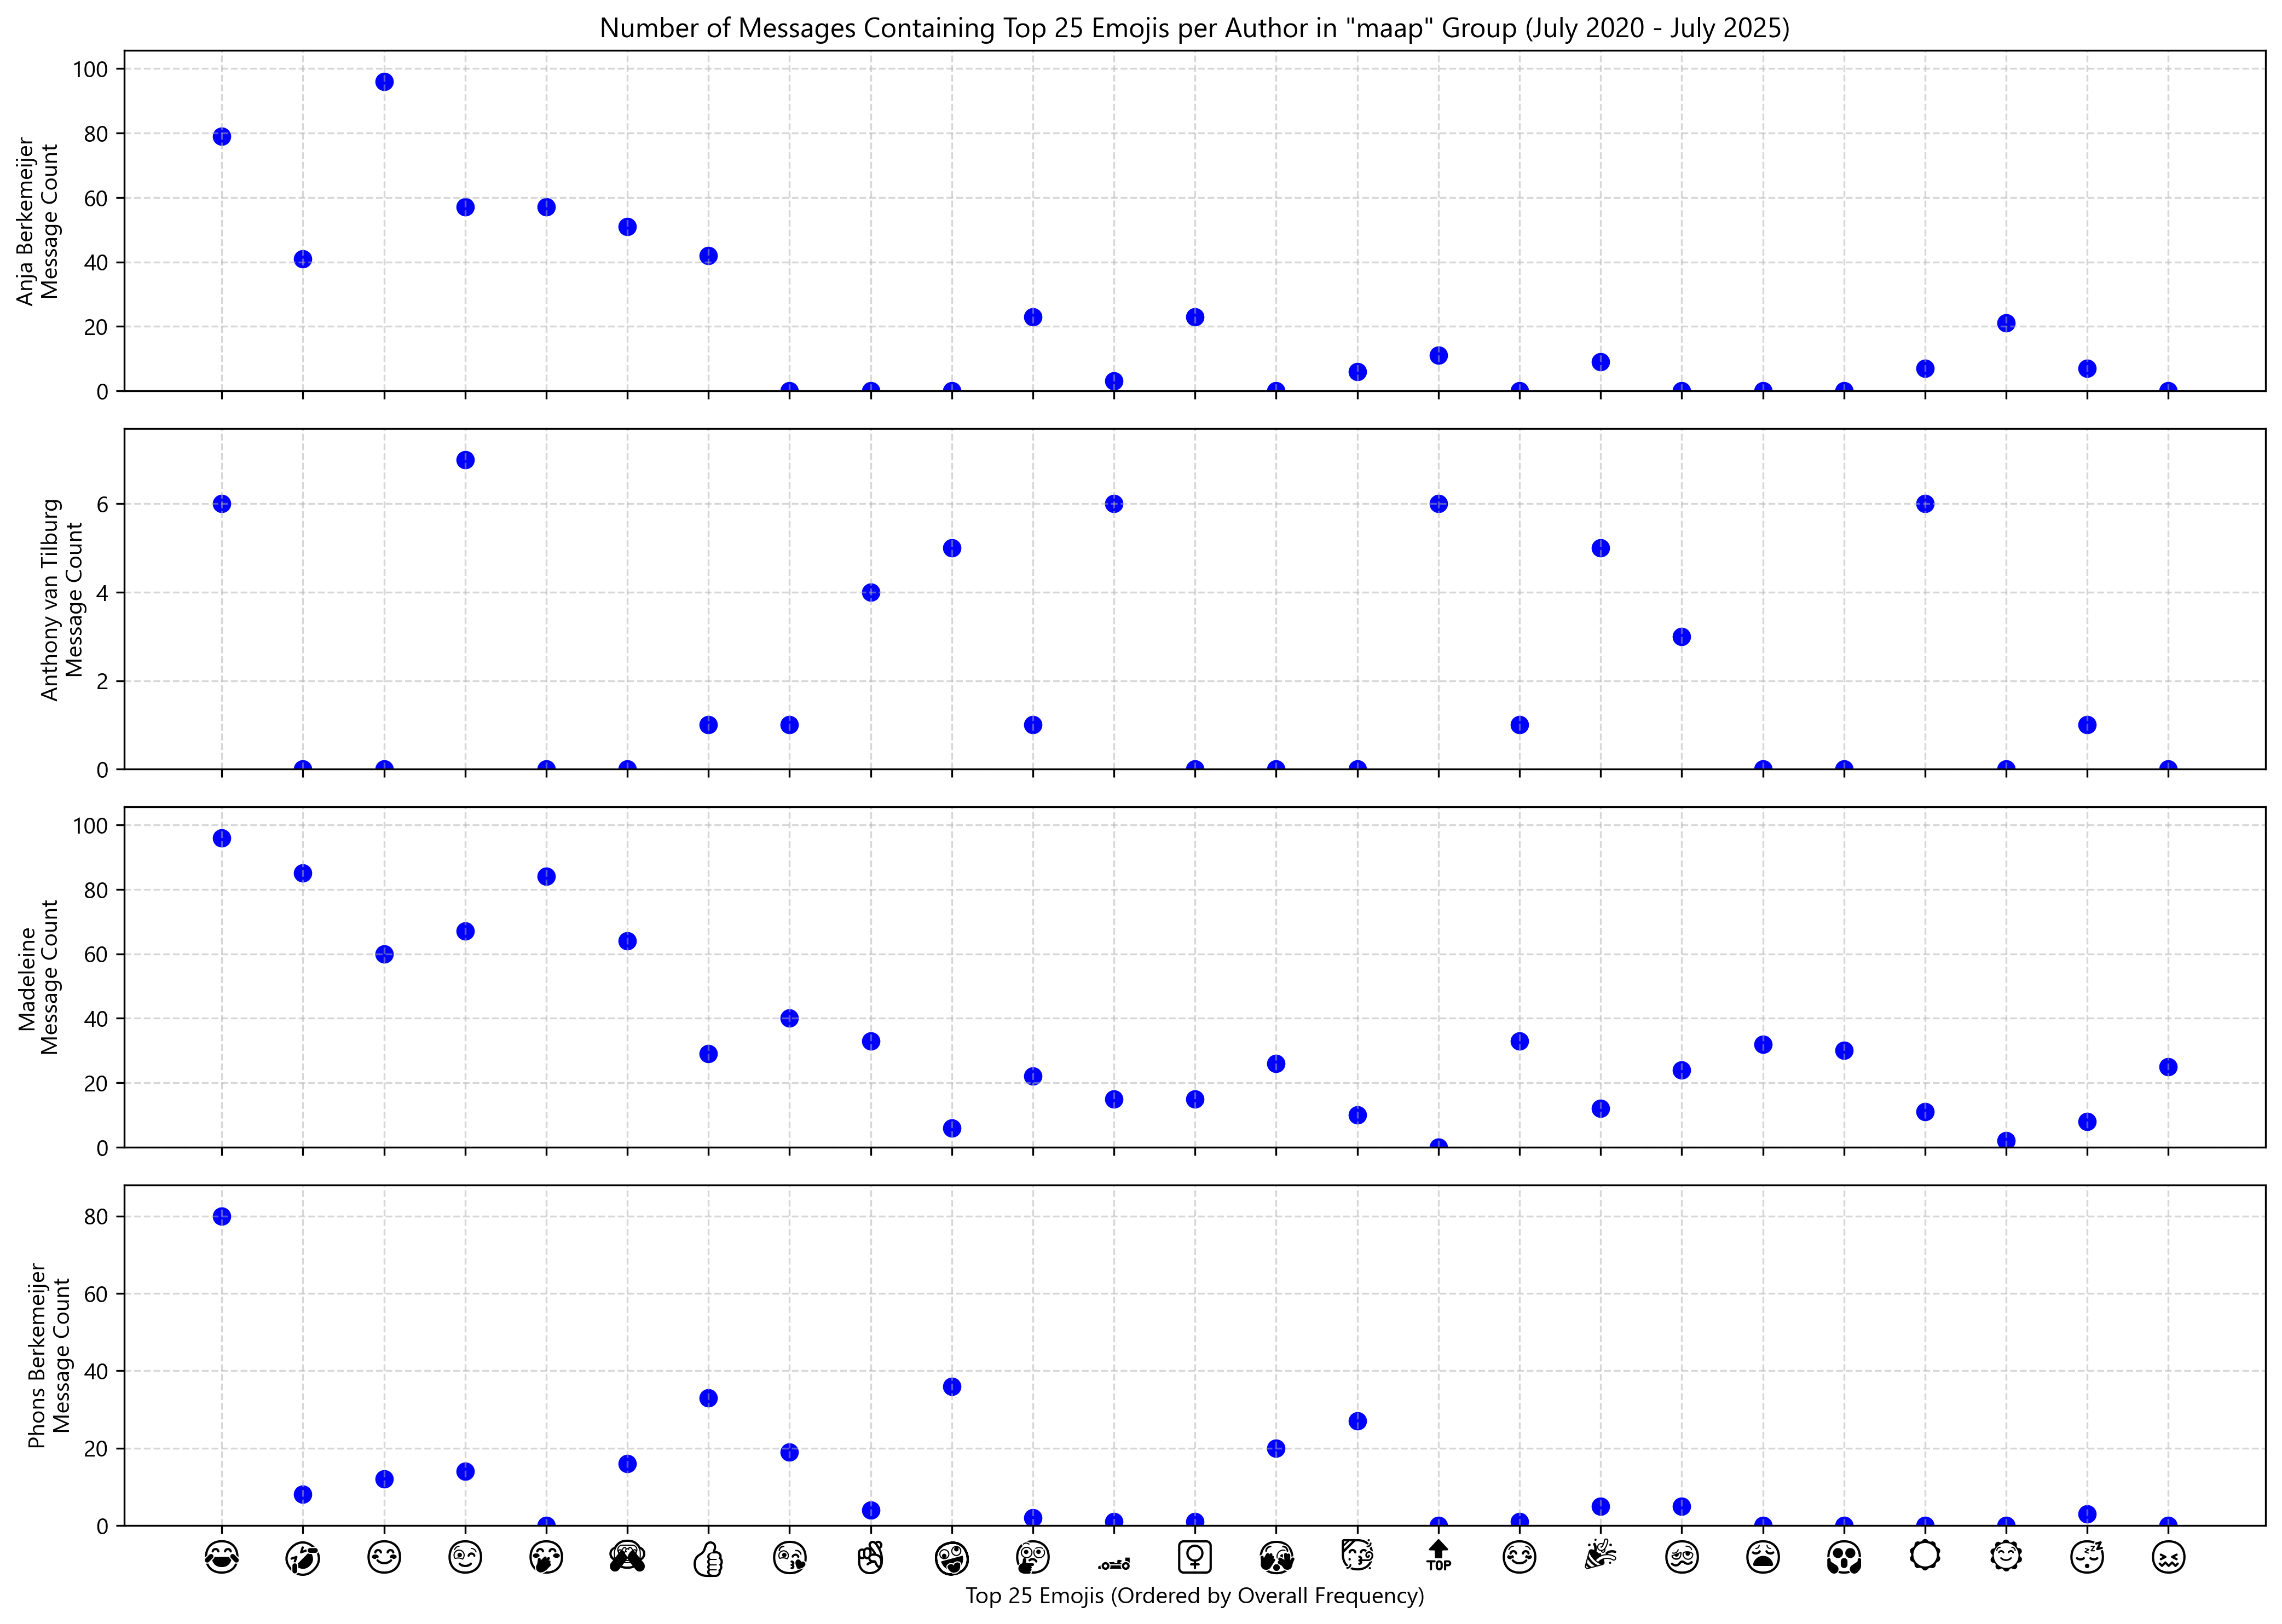 Number of Messages Containing Top 25 Emojis per Author in "maap" Group (July 2020 - July 2025)
Anja Berkemeijer
Message Count
100
80
60
40
20
0
Anthony van Tilburg
Message Count
6
4
2
0
Madeleine
Message Count
100
80
60
40
20
0
Phons Berkemeijer
Message Count
80
60
40
20
0
TOP
Top 25 Emojis (Ordered by Overall Frequency)